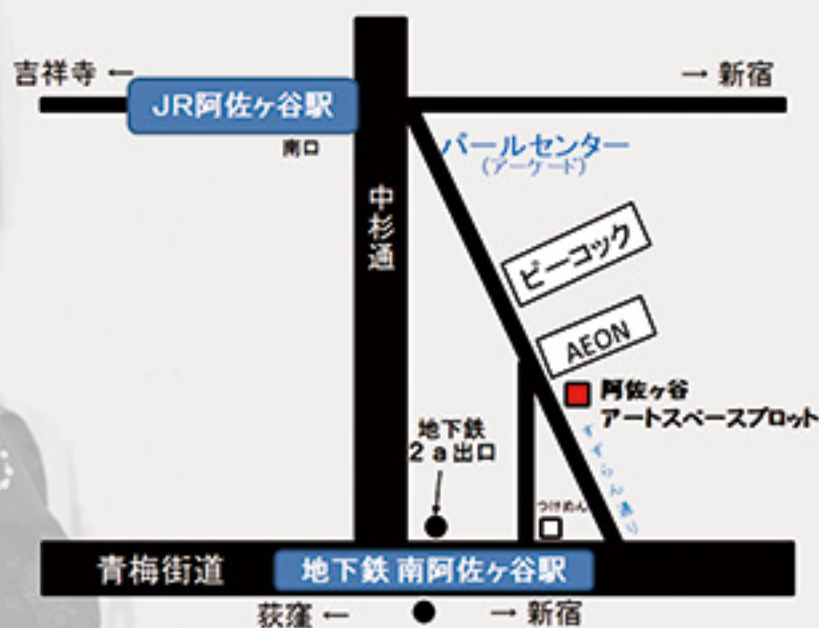 吉祥寺 ←
→ 新宿
JR阿佐ヶ谷駅
南口
パールセンター
(アーケード)
中杉通
ピーコック
AEON
阿佐ヶ谷
アートスペースプロット
すずらん通り
地下鉄
2a出口
つけめん
青梅街道
地下鉄 南阿佐ヶ谷駅
荻窪 ←
→ 新宿